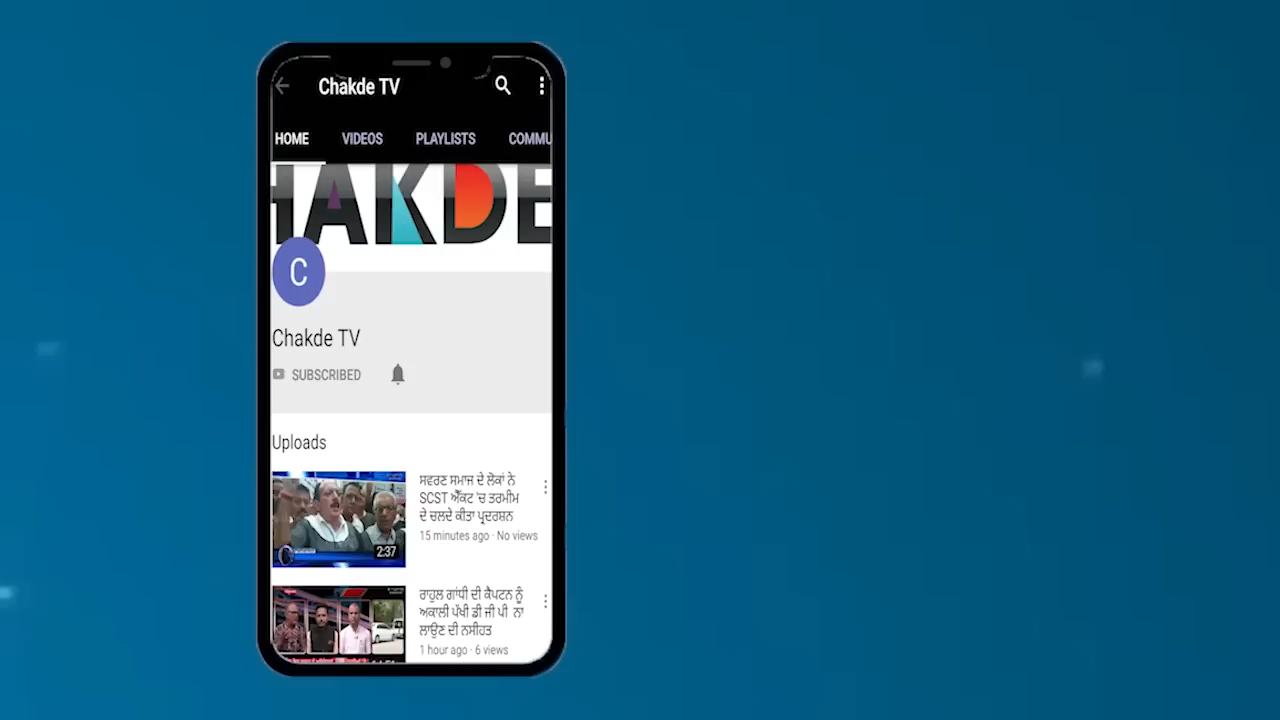 Chakde TV
HOME VIDEOS PLAYLISTS COMMU
HAKDE
C
Chakde TV
SUBSCRIBED
Uploads
ਸਵਰਣ ਸਮਾਜ ਦੇ ਲੋਕਾਂ ਨੇ
SCST ਐੱਕਟ 'ਚ ਤਰਮੀਮ
ਦੇ ਚਲਦੇ ਕੀਤਾ ਪ੍ਰਦਰਸ਼ਨ
15 minutes ago · No views
2:37
ਰਾਹੁਲ ਗਾਂਧੀ ਦੀ ਕੈਪਟਨ ਨੂੰ
ਅਕਾਲੀ ਪੱਖੀ ਡੀ ਜੀ ਪੀ ਨਾ
ਲਾਉਣ ਦੀ ਨਸੀਹਤ
1 hour ago · 6 views